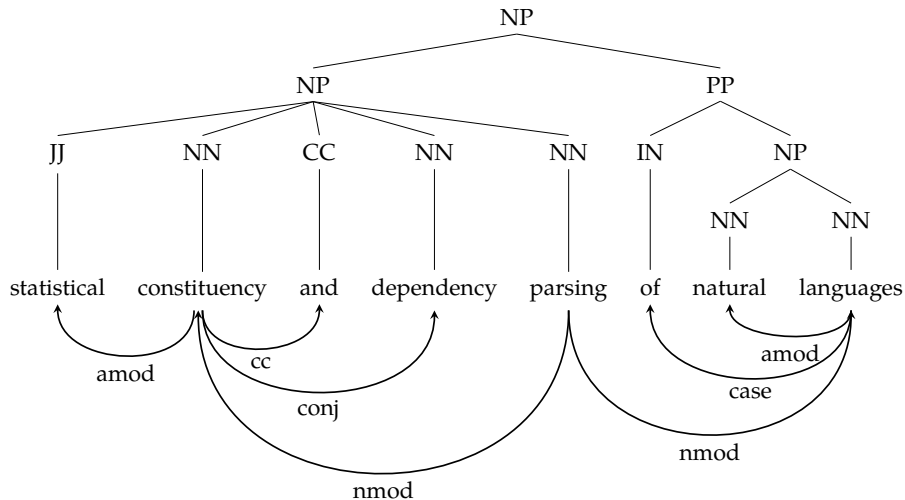 NP
NP PP
JJ NN CC NN NN IN NP
NN NN
statistical constituency and dependency parsing of natural languages
cc amod
amod case
conj
nmod
nmod